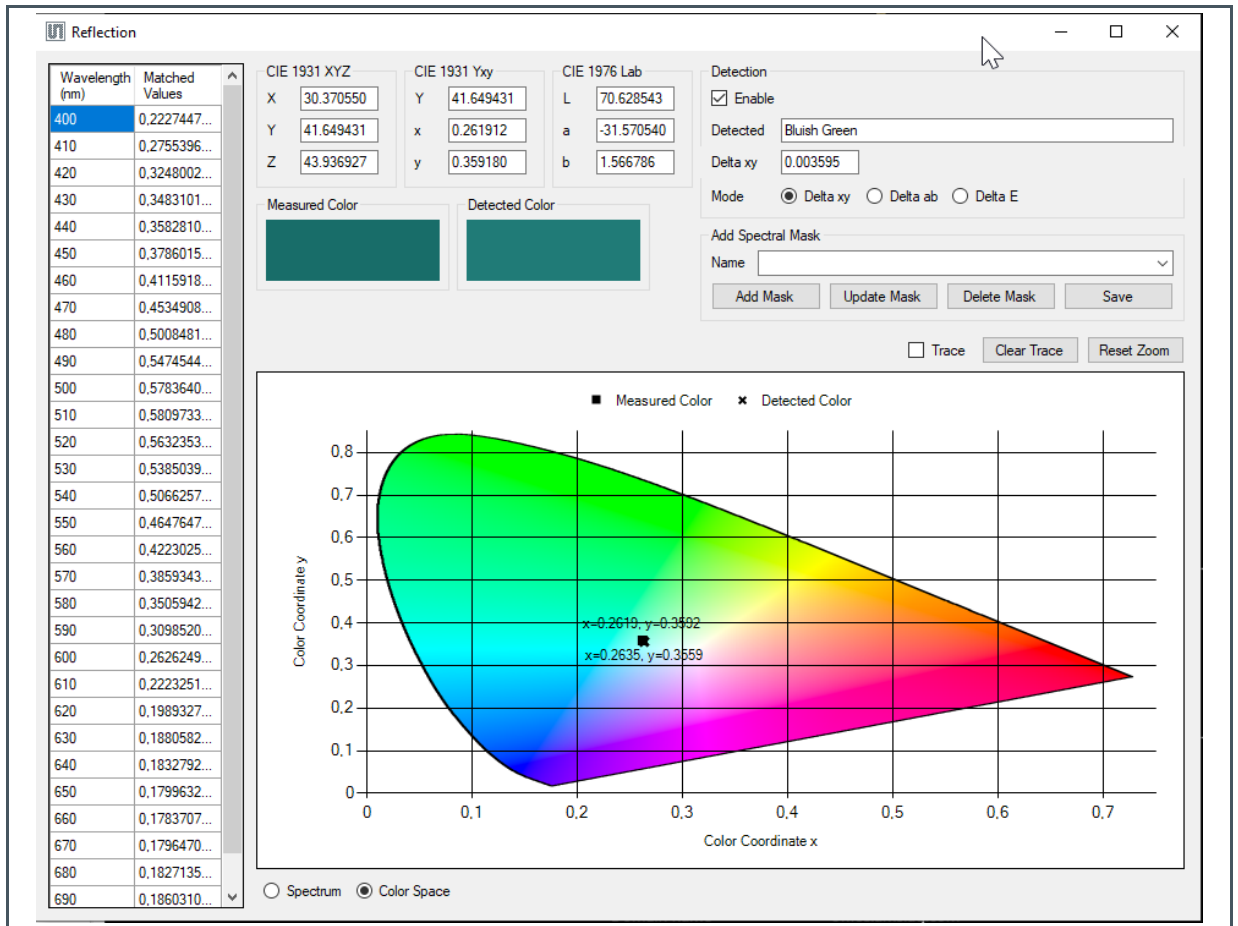 Reflection
Wavelength (nm) Matched Values
400 0,2227447...
410 0,2755396...
420 0,3248002...
430 0,3483101...
440 0,3582810...
450 0,3786015...
460 0,4115918...
470 0,4534908...
480 0,5008481...
490 0,5474544...
500 0,5783640...
510 0,5809733...
520 0,5632353...
530 0,5385039...
540 0,5066257...
550 0,4647647...
560 0,4223025...
570 0,3859343...
580 0,3505942...
590 0,3098520...
600 0,2626249...
610 0,2223251...
620 0,1989327...
630 0,1880582...
640 0,1832792...
650 0,1799632...
660 0,1783707...
670 0,1796470...
680 0,1827135...
690 0,1860310...
CIE 1931 XYZ
X 30.370550
Y 41.649431
Z 43.936927
CIE 1931 Yxy
Y 41.649431
x 0.261912
y 0.359180
CIE 1976 Lab
L 70.628543
a -31.570540
b 1.566786
Detection
Enable
Detected Bluish Green
Delta xy 0.003595
Mode Delta xy Delta ab Delta E
Measured Color
Detected Color
Add Spectral Mask
Name
Add Mask Update Mask Delete Mask Save
Trace Clear Trace Reset Zoom
Measured Color Detected Color
0,8
0,7
0,6
0,5
0,4
0,3
0,2
0,1
0
Color Coordinate y
x=0.2619, y=0.3592
x=0.2635, y=0.3559
0 0,1 0,2 0,3 0,4 0,5 0,6 0,7
Color Coordinate x
Spectrum Color Space